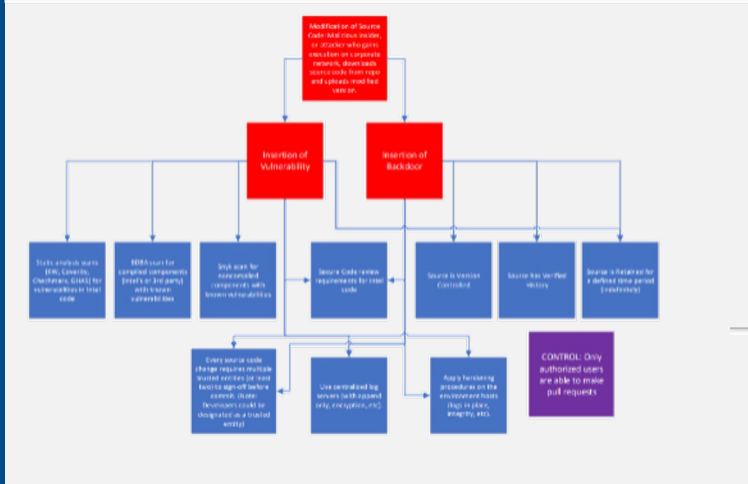 Modification of Source
Code: Malicious insider,
or attacker who gains
execution on corporate
network, downloads
source code from repo
and uploads modified
version.
Insertion of
Vulnerability
Insertion of
Backdoor
Static analysis scans
(KW, Coverity,
Checkmarx, GHAS) for
vulnerabilities in Intel
code
BDBA scan for
compiled components
(Intel's or 3rd party)
with known
vulnerabilities
Snyk scan for
noncompiled
components with
known vulnerabilities
Secure Code review
requirements for Intel
code
Source is Version
Controlled
Source has Verified
History
Source is Retained for
a defined time period
(indefinitely)
Every source code
change requires multiple
trusted entities (at least
two) to sign-off before
commit. (Note:
Developers could be
designated as a trusted
entity)
Use centralized log
servers (with append
only, encryption, etc)
Apply hardening
procedures on the
environment hosts
(logs in place,
integrity, etc).
CONTROL: Only
authorized users
are able to make
pull requests